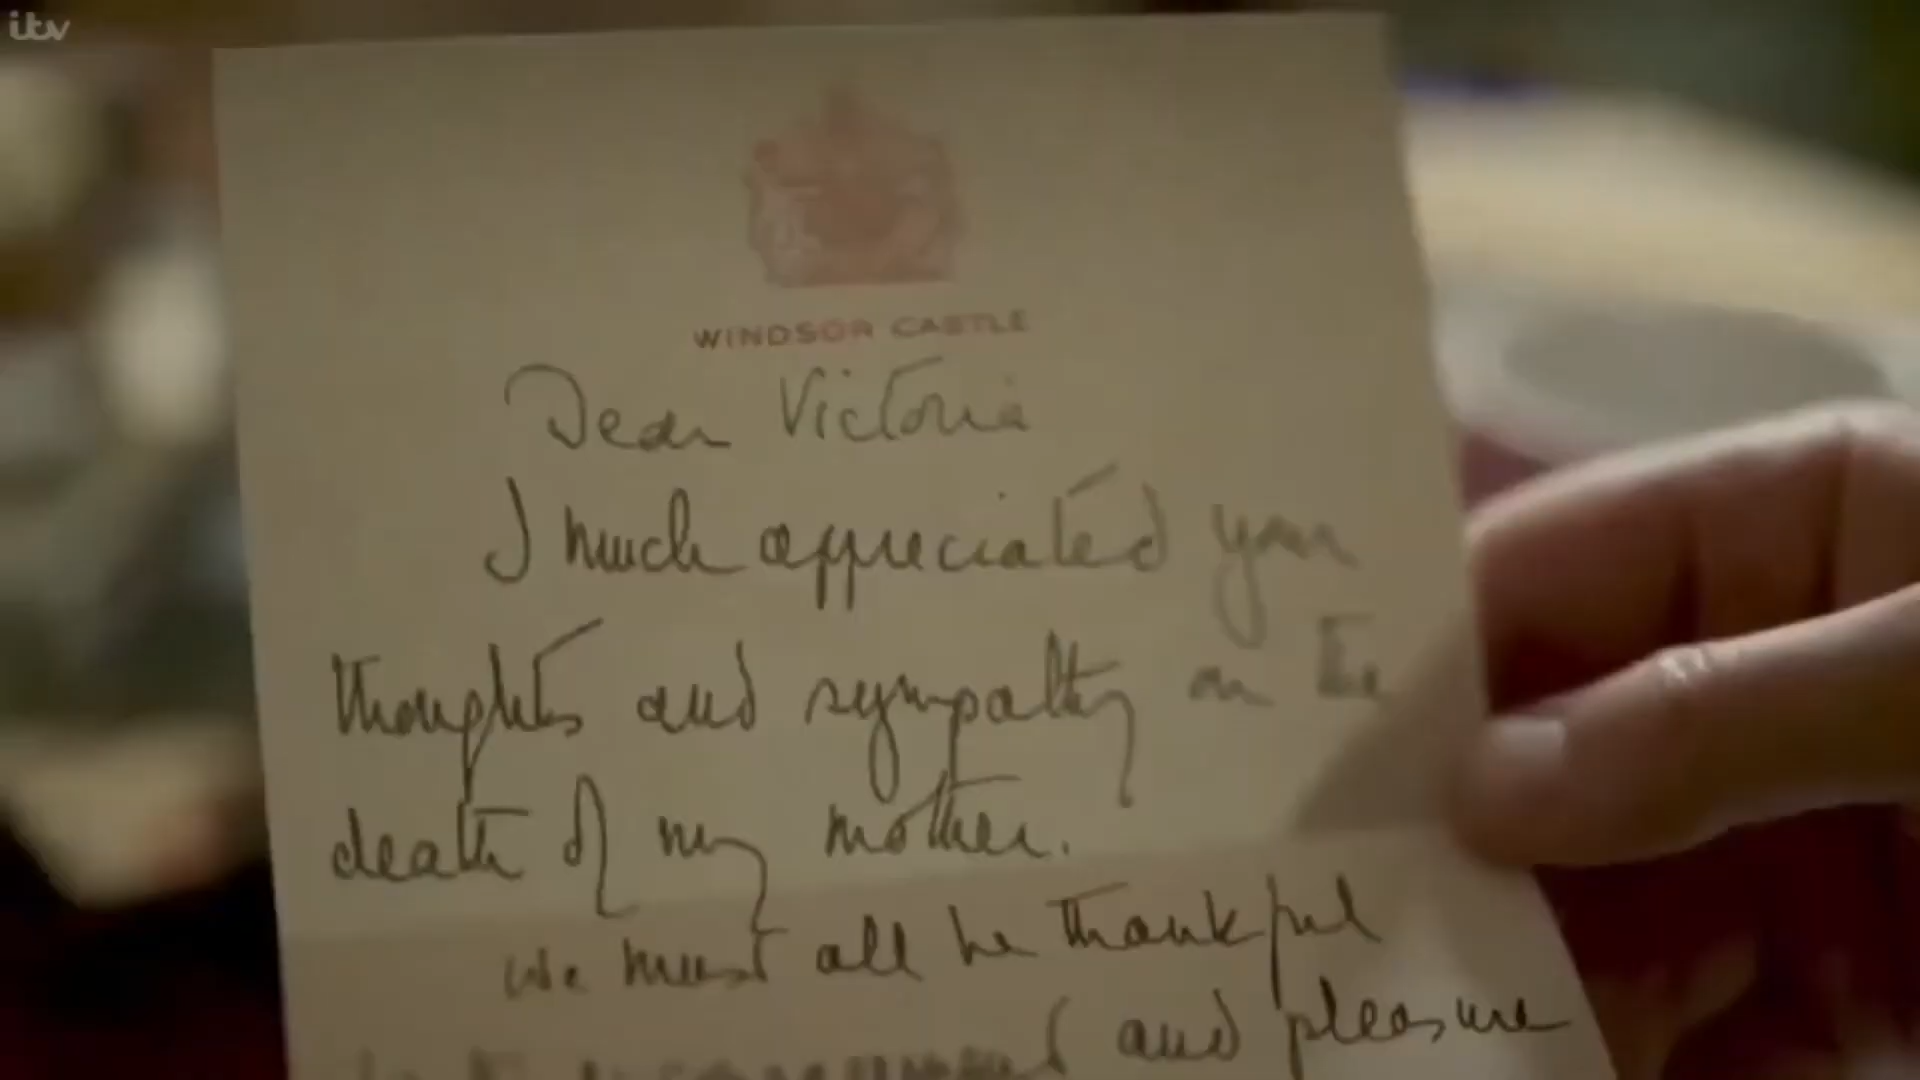 itv
WINDSOR CASTLE
Dear Victoria
I much appreciated your
thoughts and sympathy on the
death of my mother.
We must all be thankful
and pleasure